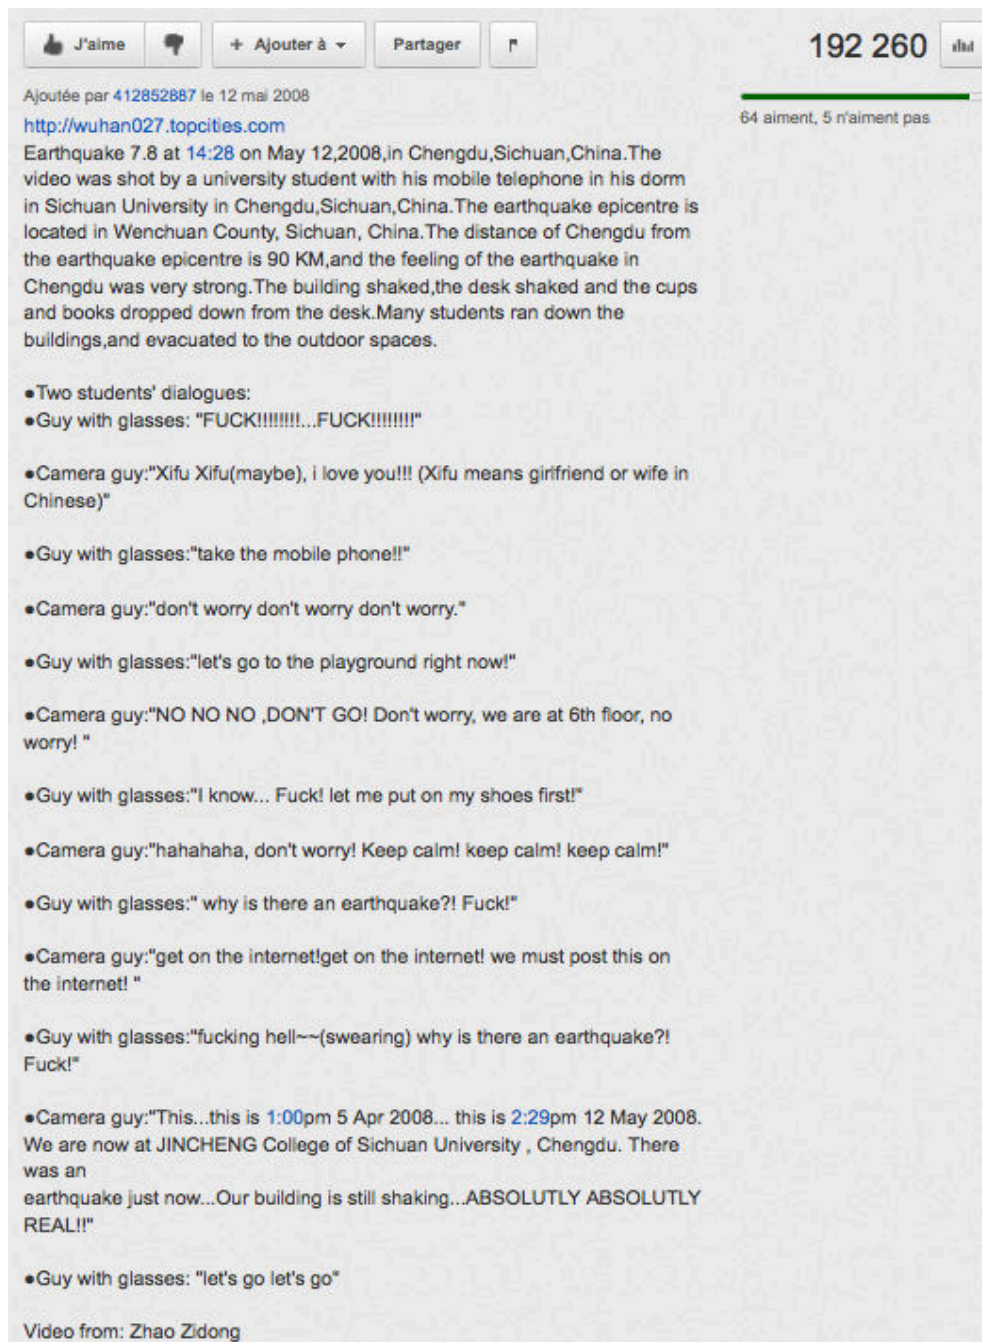 J'aime + Ajouter à Partager 192 260
Ajoutée par 412852887 le 12 mai 2008
64 aiment, 5 n'aiment pas
http://wuhan027.topcities.com
Earthquake 7.8 at 14:28 on May 12,2008,in Chengdu,Sichuan,China.The
video was shot by a university student with his mobile telephone in his dorm
in Sichuan University in Chengdu,Sichuan,China.The earthquake epicentre is
located in Wenchuan County, Sichuan, China.The distance of Chengdu from
the earthquake epicentre is 90 KM,and the feeling of the earthquake in
Chengdu was very strong.The building shaked,the desk shaked and the cups
and books dropped down from the desk.Many students ran down the
buildings,and evacuated to the outdoor spaces.
●Two students' dialogues:
●Guy with glasses: "FUCK!!!!!!!!...FUCK!!!!!!!!"
●Camera guy:"Xifu Xifu(maybe), i love you!!! (Xifu means girlfriend or wife in
Chinese)"
●Guy with glasses:"take the mobile phone!!"
●Camera guy:"don't worry don't worry don't worry."
●Guy with glasses:"let's go to the playground right now!"
●Camera guy:"NO NO NO ,DON'T GO! Don't worry, we are at 6th floor, no
worry! "
●Guy with glasses:"I know... Fuck! let me put on my shoes first!"
●Camera guy:"hahahaha, don't worry! Keep calm! keep calm! keep calm!"
●Guy with glasses:" why is there an earthquake?! Fuck!"
●Camera guy:"get on the internet!get on the internet! we must post this on
the internet! "
●Guy with glasses:"fucking hell~~(swearing) why is there an earthquake?!
Fuck!"
●Camera guy:"This...this is 1:00pm 5 Apr 2008... this is 2:29pm 12 May 2008.
We are now at JINCHENG College of Sichuan University , Chengdu. There
was an
earthquake just now...Our building is still shaking...ABSOLUTLY ABSOLUTLY
REAL!!"
●Guy with glasses: "let's go let's go"
Video from: Zhao Zidong